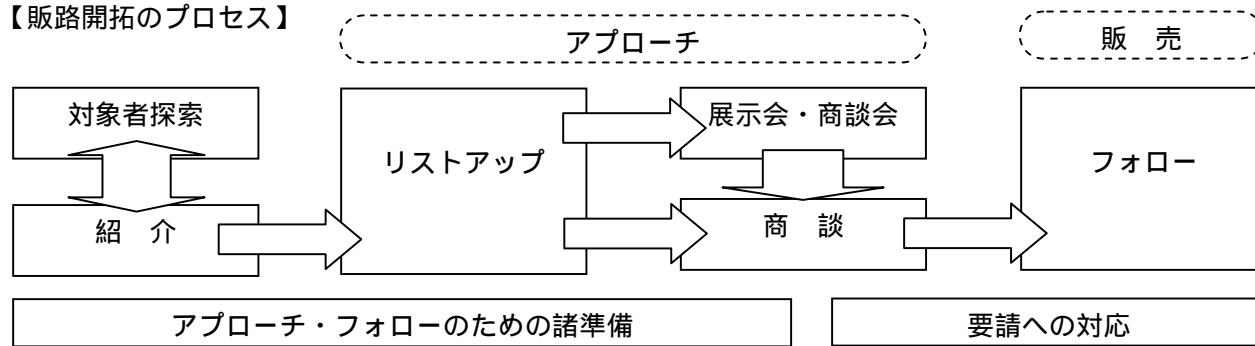 【販路開拓のプロセス】
アプローチ
販　売
対象者探索
紹　介
リストアップ
展示会・商談会
商　談
フォロー
アプローチ・フォローのための諸準備
要請への対応